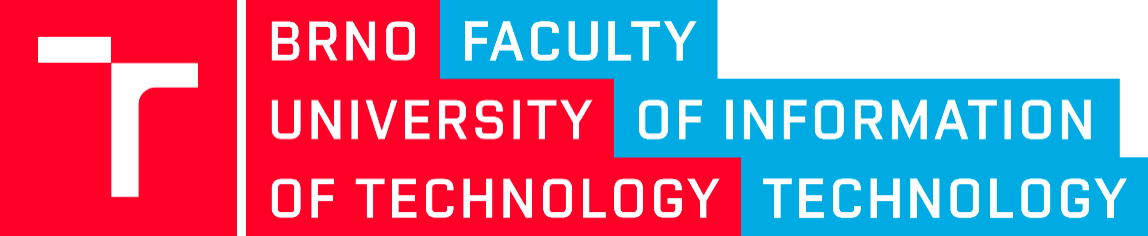 BRNO FACULTY
UNIVERSITY OF INFORMATION
OF TECHNOLOGY TECHNOLOGY